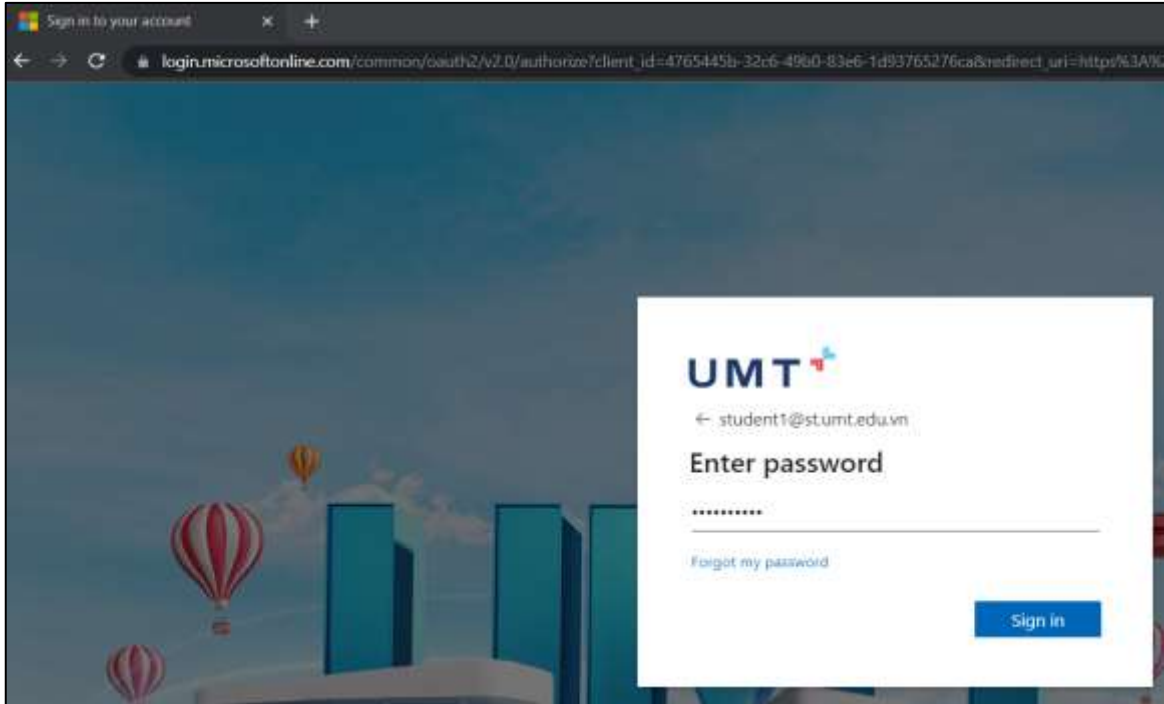 Sign in to your account
login.microsoftonline.com/common/oauth2/v2.0/authorize?client_id=4765445b-32c6-49b0-83e6-1d93765276ca&redirect_uri=https%3A%2
UMT
student1@st.umt.edu.vn
Enter password
Forgot my password
Sign in